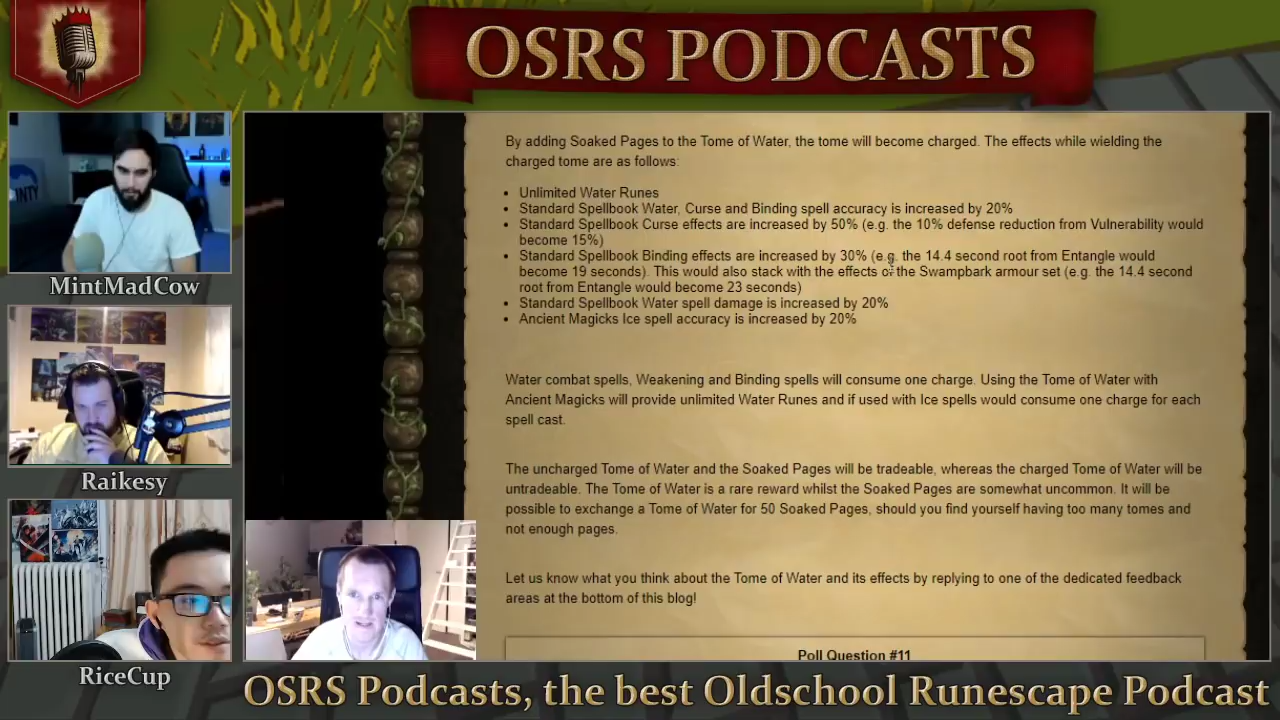 OSRS PODCASTS
By adding Soaked Pages to the Tome of Water, the tome will become charged. The effects while wielding the
charged tome are as follows:
• Unlimited Water Runes
• Standard Spellbook Water, Curse and Binding spell accuracy is increased by 20%
• Standard Spellbook Curse effects are increased by 50% (e.g. the 10% defense reduction from Vulnerability would
become 15%)
• Standard Spellbook Binding effects are increased by 30% (e.g. the 14.4 second root from Entangle would
become 19 seconds). This would also stack with the effects of the Swampbark armour set (e.g. the 14.4 second
root from Entangle would become 23 seconds)
• Standard Spellbook Water spell damage is increased by 20%
• Ancient Magicks Ice spell accuracy is increased by 20%
Water combat spells, Weakening and Binding spells will consume one charge. Using the Tome of Water with
Ancient Magicks will provide unlimited Water Runes and if used with Ice spells would consume one charge for each
spell cast.
The uncharged Tome of Water and the Soaked Pages will be tradeable, whereas the charged Tome of Water will be
untradeable. The Tome of Water is a rare reward whilst the Soaked Pages are somewhat uncommon. It will be
possible to exchange a Tome of Water for 50 Soaked Pages, should you find yourself having too many tomes and
not enough pages.
Let us know what you think about the Tome of Water and its effects by replying to one of the dedicated feedback
areas at the bottom of this blog!
Poll Question #11
MintMadCow
Raikesy
RiceCup
OSRS Podcasts, the best Oldschool Runescape Podcast